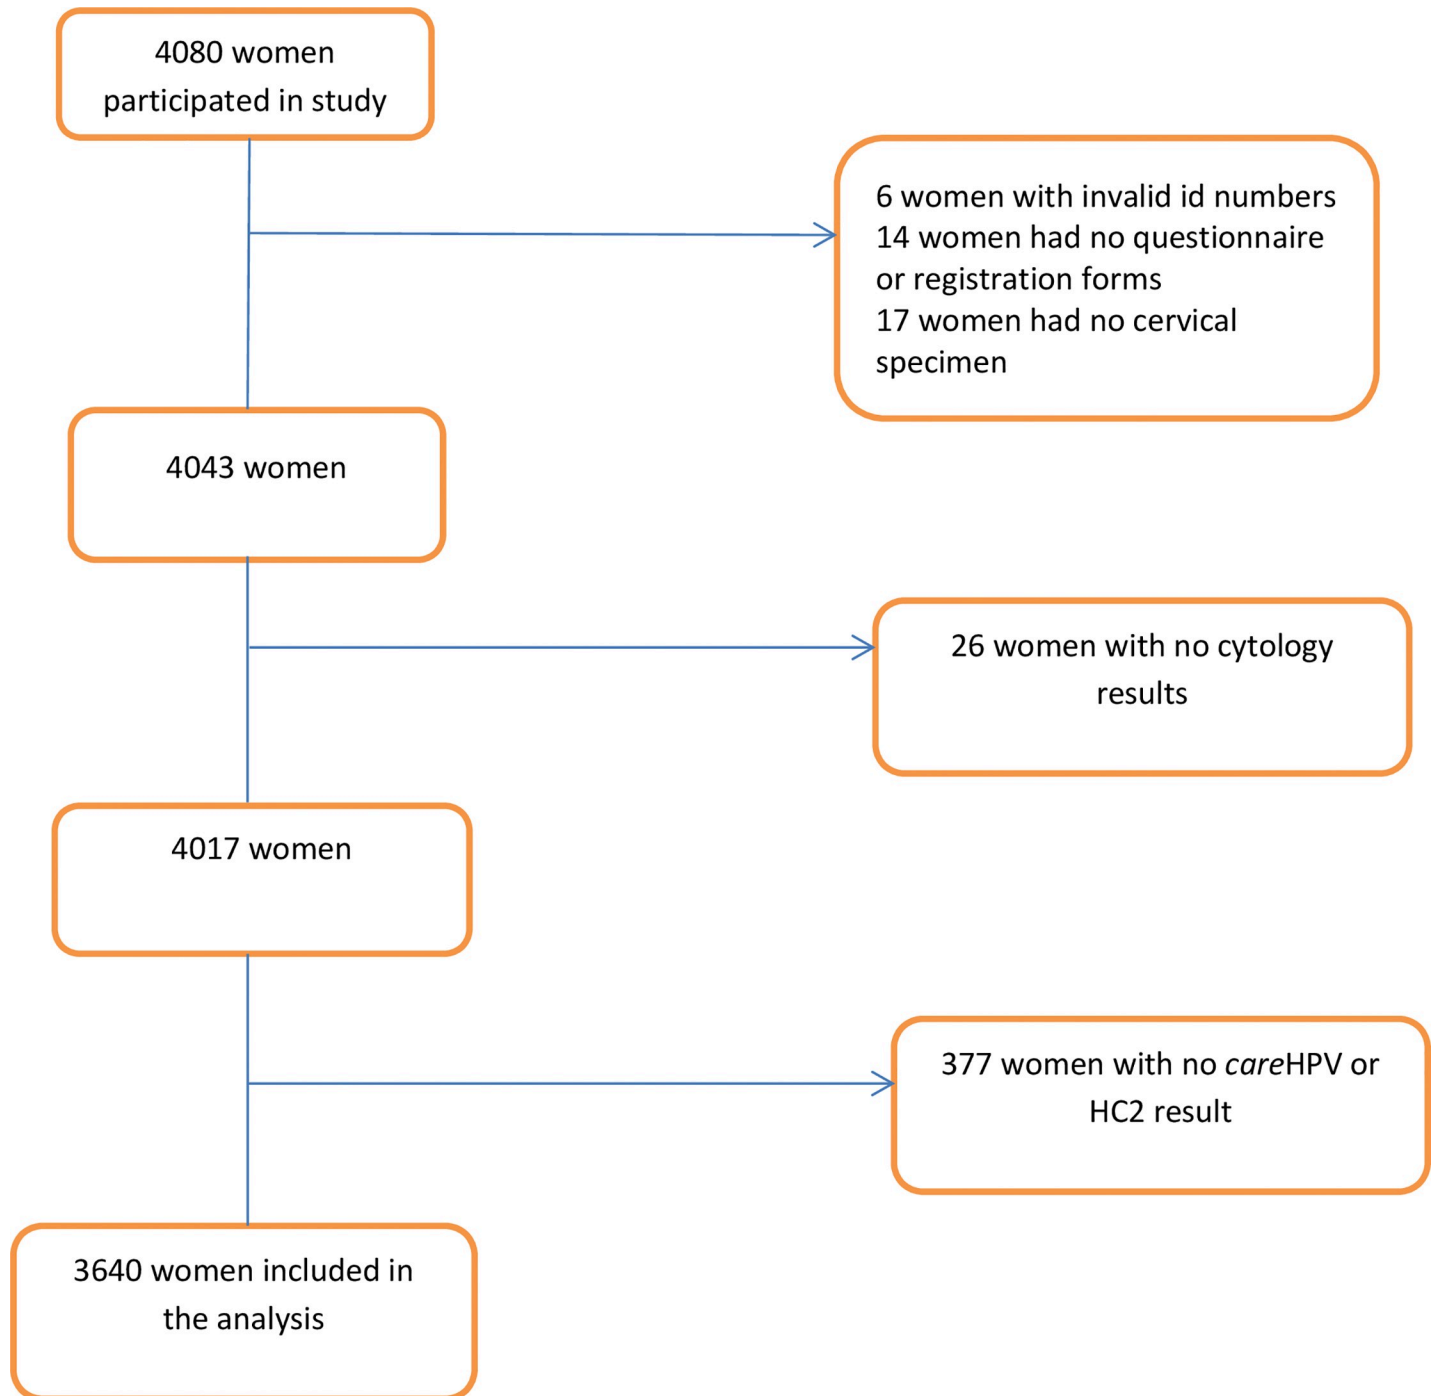 4080 women
participated in study
6 women with invalid id numbers
14 women had no questionnaire
or registration forms
17 women had no cervical
specimen
4043 women
26 women with no cytology
results
4017 women
377 women with no careHPV or
HC2 result
3640 women included in
the analysis